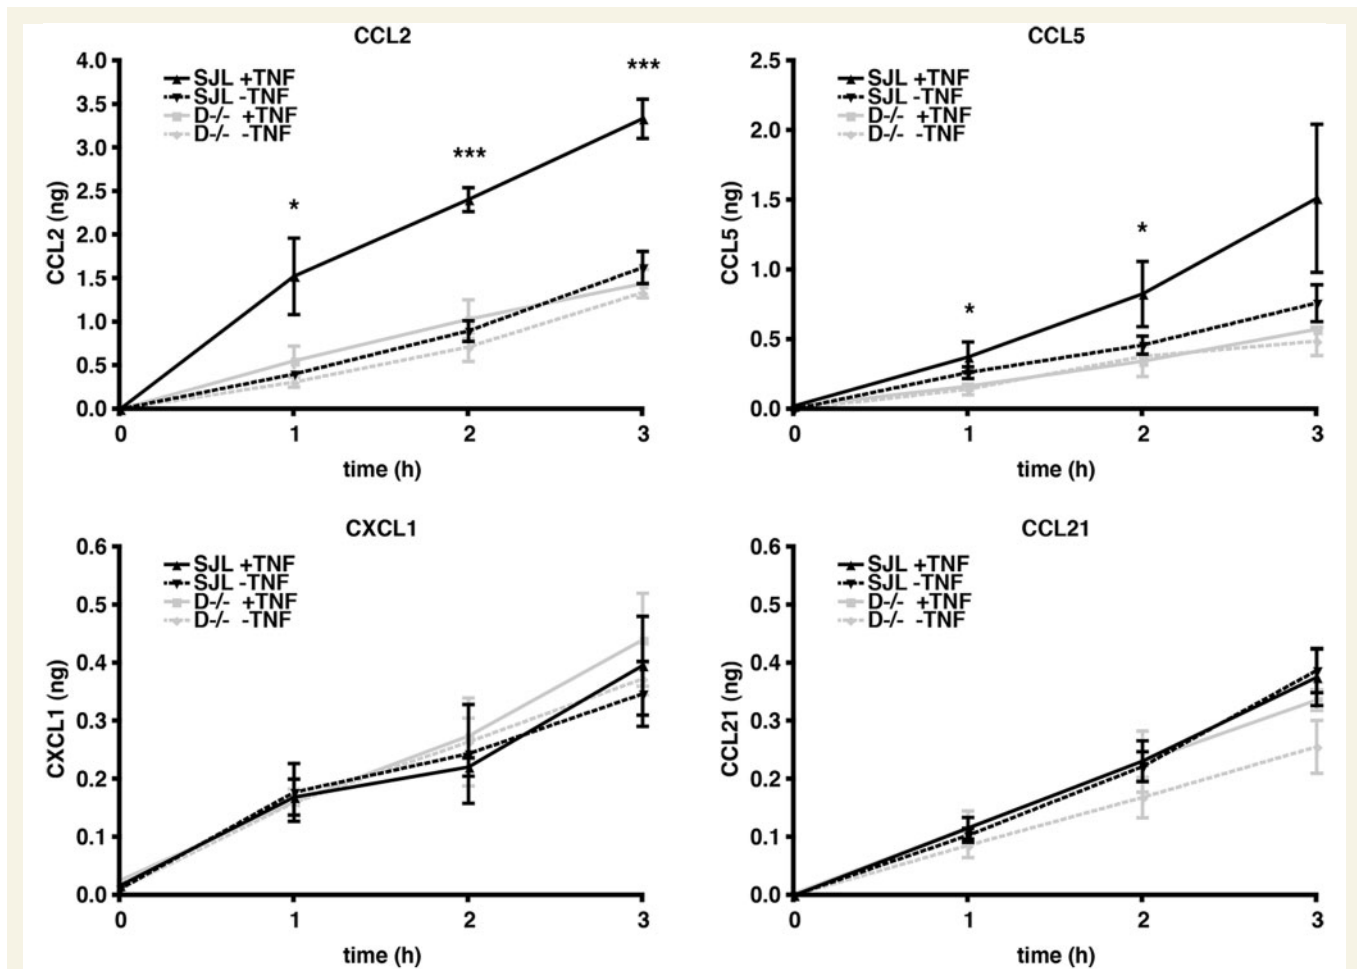 CCL2
4.0
3.5
3.0
2.5
2.0
1.5
1.0
0.5
0.0
CCL2 (ng)
SJL +TNF
SJL -TNF
D-/- +TNF
D-/- -TNF
*
***
***
0 1 2 3
time (h)
CCL5
2.5
2.0
1.5
1.0
0.5
0.0
CCL5 (ng)
SJL +TNF
SJL -TNF
D-/- +TNF
D-/- -TNF
*
*
0 1 2 3
time (h)
CXCL1
0.6
0.5
0.4
0.3
0.2
0.1
0.0
CXCL1 (ng)
SJL +TNF
SJL -TNF
D-/- +TNF
D-/- -TNF
0 1 2 3
time (h)
CCL21
0.6
0.5
0.4
0.3
0.2
0.1
0.0
CCL21 (ng)
SJL +TNF
SJL -TNF
D-/- +TNF
D-/- -TNF
0 1 2 3
time (h)